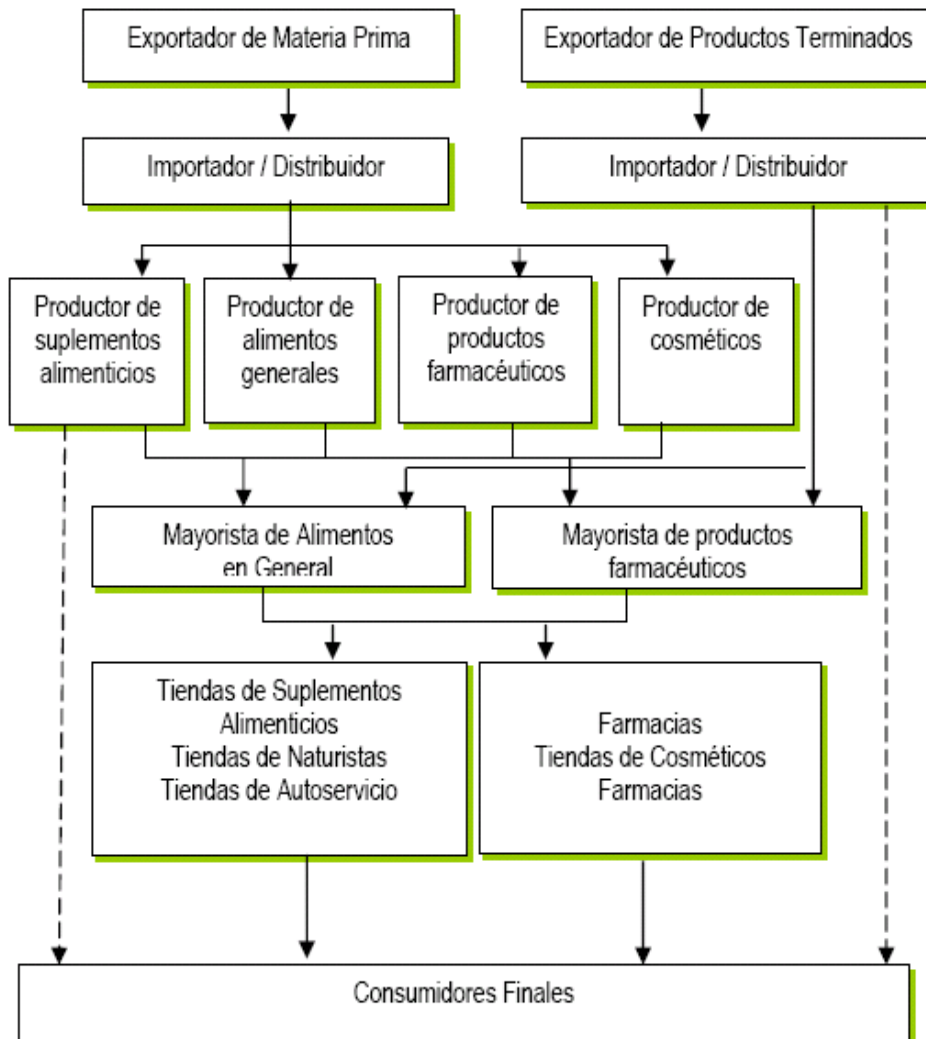 Exportador de Materia Prima
Exportador de Productos Terminados
Importador / Distribuidor
Importador / Distribuidor
Productor de
suplementos
alimenticios
Productor de
alimentos
generales
Productor de
productos
farmacéuticos
Productor de
cosméticos
Mayorista de Alimentos
en General
Mayorista de productos
farmacéuticos
Tiendas de Suplementos
Alimenticios
Tiendas de Naturistas
Tiendas de Autoservicio
Farmacias
Tiendas de Cosméticos
Farmacias
Consumidores Finales